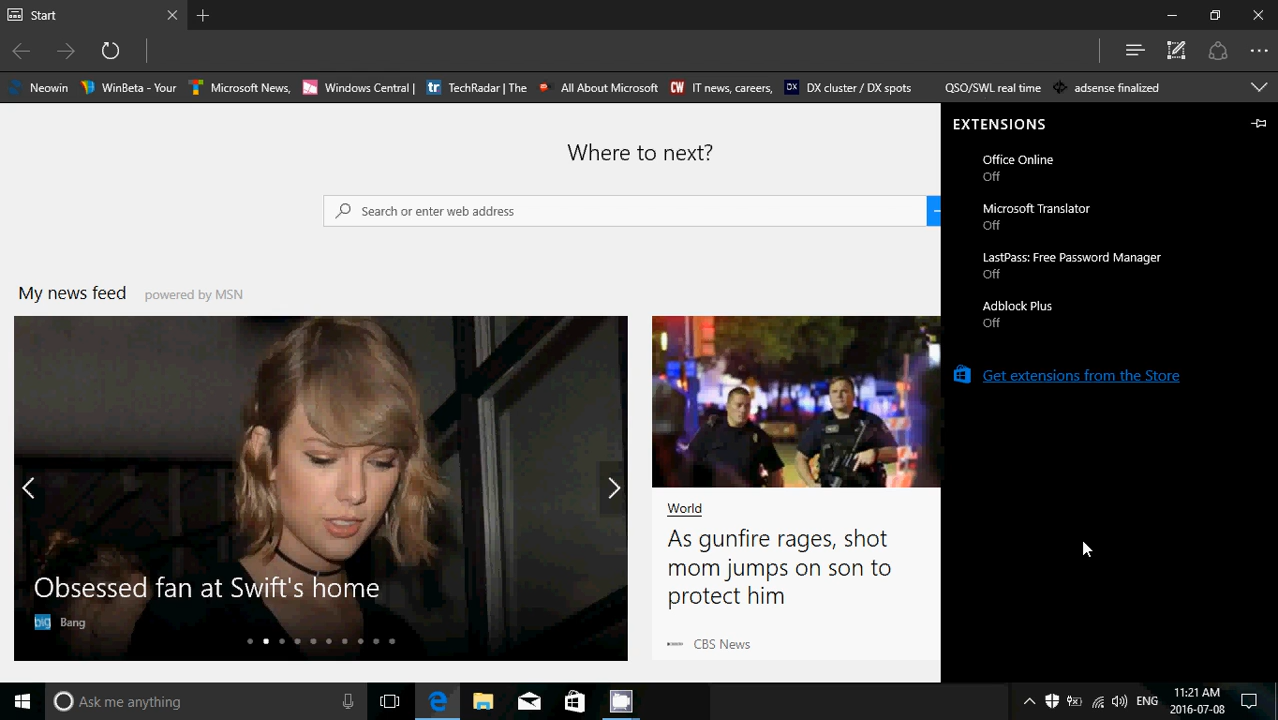 Start
Neowin
WinBeta - Your
Microsoft News,
Windows Central |
tr TechRadar | The
All About Microsoft
CW IT news, careers,
DX DX cluster / DX spots
QSO/SWL real time
adsense finalized
Where to next?
Search or enter web address
My news feed powered by MSN
Obsessed fan at Swift's home
big Bang
World
As gunfire rages, shot
mom jumps on son to
protect him
CBS News
EXTENSIONS
Office Online
Off
Microsoft Translator
Off
LastPass: Free Password Manager
Off
Adblock Plus
Off
Get extensions from the Store
Ask me anything
ENG
11:21 AM
2016-07-08